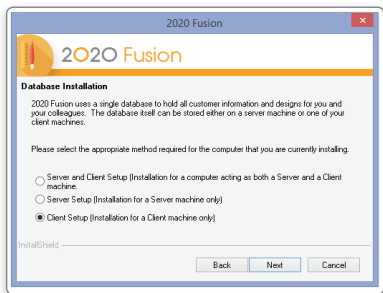 2020 Fusion
2020 Fusion
Database Installation
2020 Fusion uses a single database to hold all customer information and designs for you and
your colleagues. The database itself can be stored either on a server machine or one of your
client machines.
Please select the appropriate method required for the computer that you are currently installing.
Server and Client Setup (Installation for a computer acting as both a Server and a Client
machine.
Server Setup (Installation for a Server machine only)
Client Setup (Installation for a Client machine only)
InstallShield
Back Next Cancel